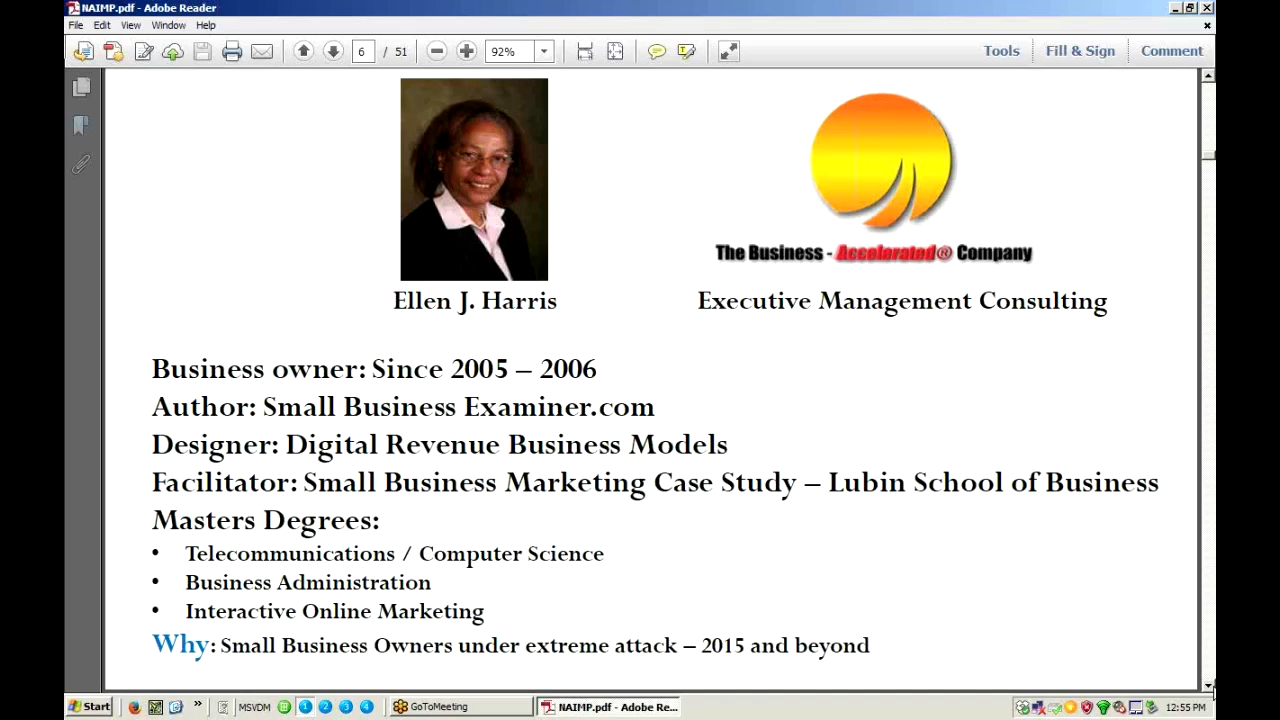 NAIMP.pdf - Adobe Reader
File Edit View Window Help
6 / 51 92% Tools Fill & Sign Comment
The Business - Accelerated® Company
Ellen J. Harris Executive Management Consulting
Business owner: Since 2005 – 2006
Author: Small Business Examiner.com
Designer: Digital Revenue Business Models
Facilitator: Small Business Marketing Case Study – Lubin School of Business
Masters Degrees:
• Telecommunications / Computer Science
• Business Administration
• Interactive Online Marketing
Why: Small Business Owners under extreme attack – 2015 and beyond
Start » MSVDM 1 2 3 4 GoToMeeting NAIMP.pdf - Adobe Re... 12:55 PM